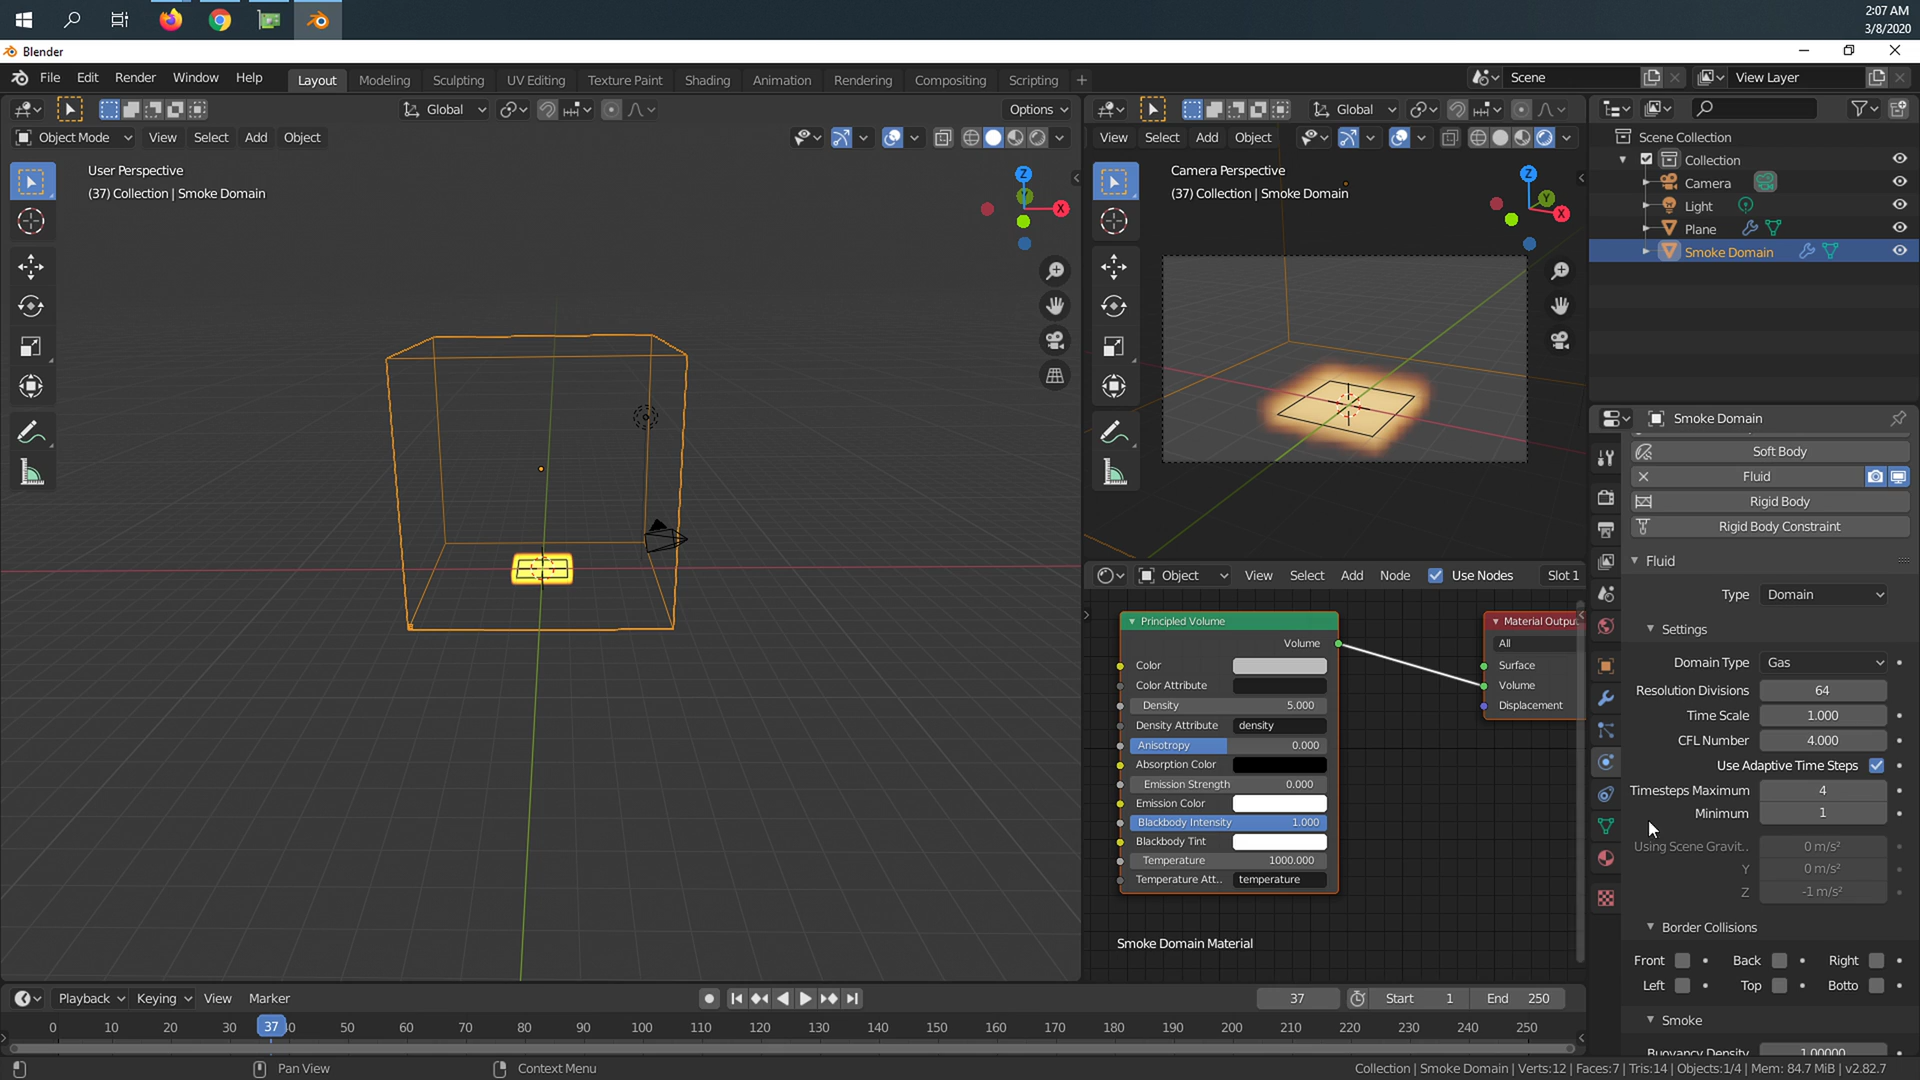 2:07 AM
3/8/2020
Blender
File Edit Render Window Help Layout Modeling Sculpting UV Editing Texture Paint Shading Animation Rendering Compositing Scripting + Scene View Layer
Global Options Global
Object Mode View Select Add Object View Select Add Object
User Perspective
(37) Collection | Smoke Domain
Z
X
Camera Perspective
(37) Collection | Smoke Domain
Z
Y
X
Scene Collection
Collection
Camera
Light
Plane
Smoke Domain
Smoke Domain
Soft Body
Fluid
Rigid Body
Rigid Body Constraint
Fluid
Type Domain
Settings
Domain Type Gas
Resolution Divisions 64
Time Scale 1.000
CFL Number 4.000
Use Adaptive Time Steps
Timesteps Maximum 4
Minimum 1
Using Scene Gravit.. 0 m/s²
Y 0 m/s²
Z -1 m/s²
Border Collisions
Front Back Right
Left Top Botto
Smoke
Buoyancy Density 1.00000
Object View Select Add Node Use Nodes Slot 1
Principled Volume
Volume
Color
Color Attribute
Density 5.000
Density Attribute density
Anisotropy 0.000
Absorption Color
Emission Strength 0.000
Emission Color
Blackbody Intensity 1.000
Blackbody Tint
Temperature 1000.000
Temperature Att.. temperature
Material Outpu
All
Surface
Volume
Displacement
Smoke Domain Material
Playback Keying View Marker 37 Start 1 End 250
0 10 20 30 37 50 60 70 80 90 100 110 120 130 140 150 160 170 180 190 200 210 220 230 240 250
Pan View Context Menu Collection | Smoke Domain | Verts:12 | Faces:7 | Tris:14 | Objects:1/4 | Mem: 84.7 MiB | v2.82.7